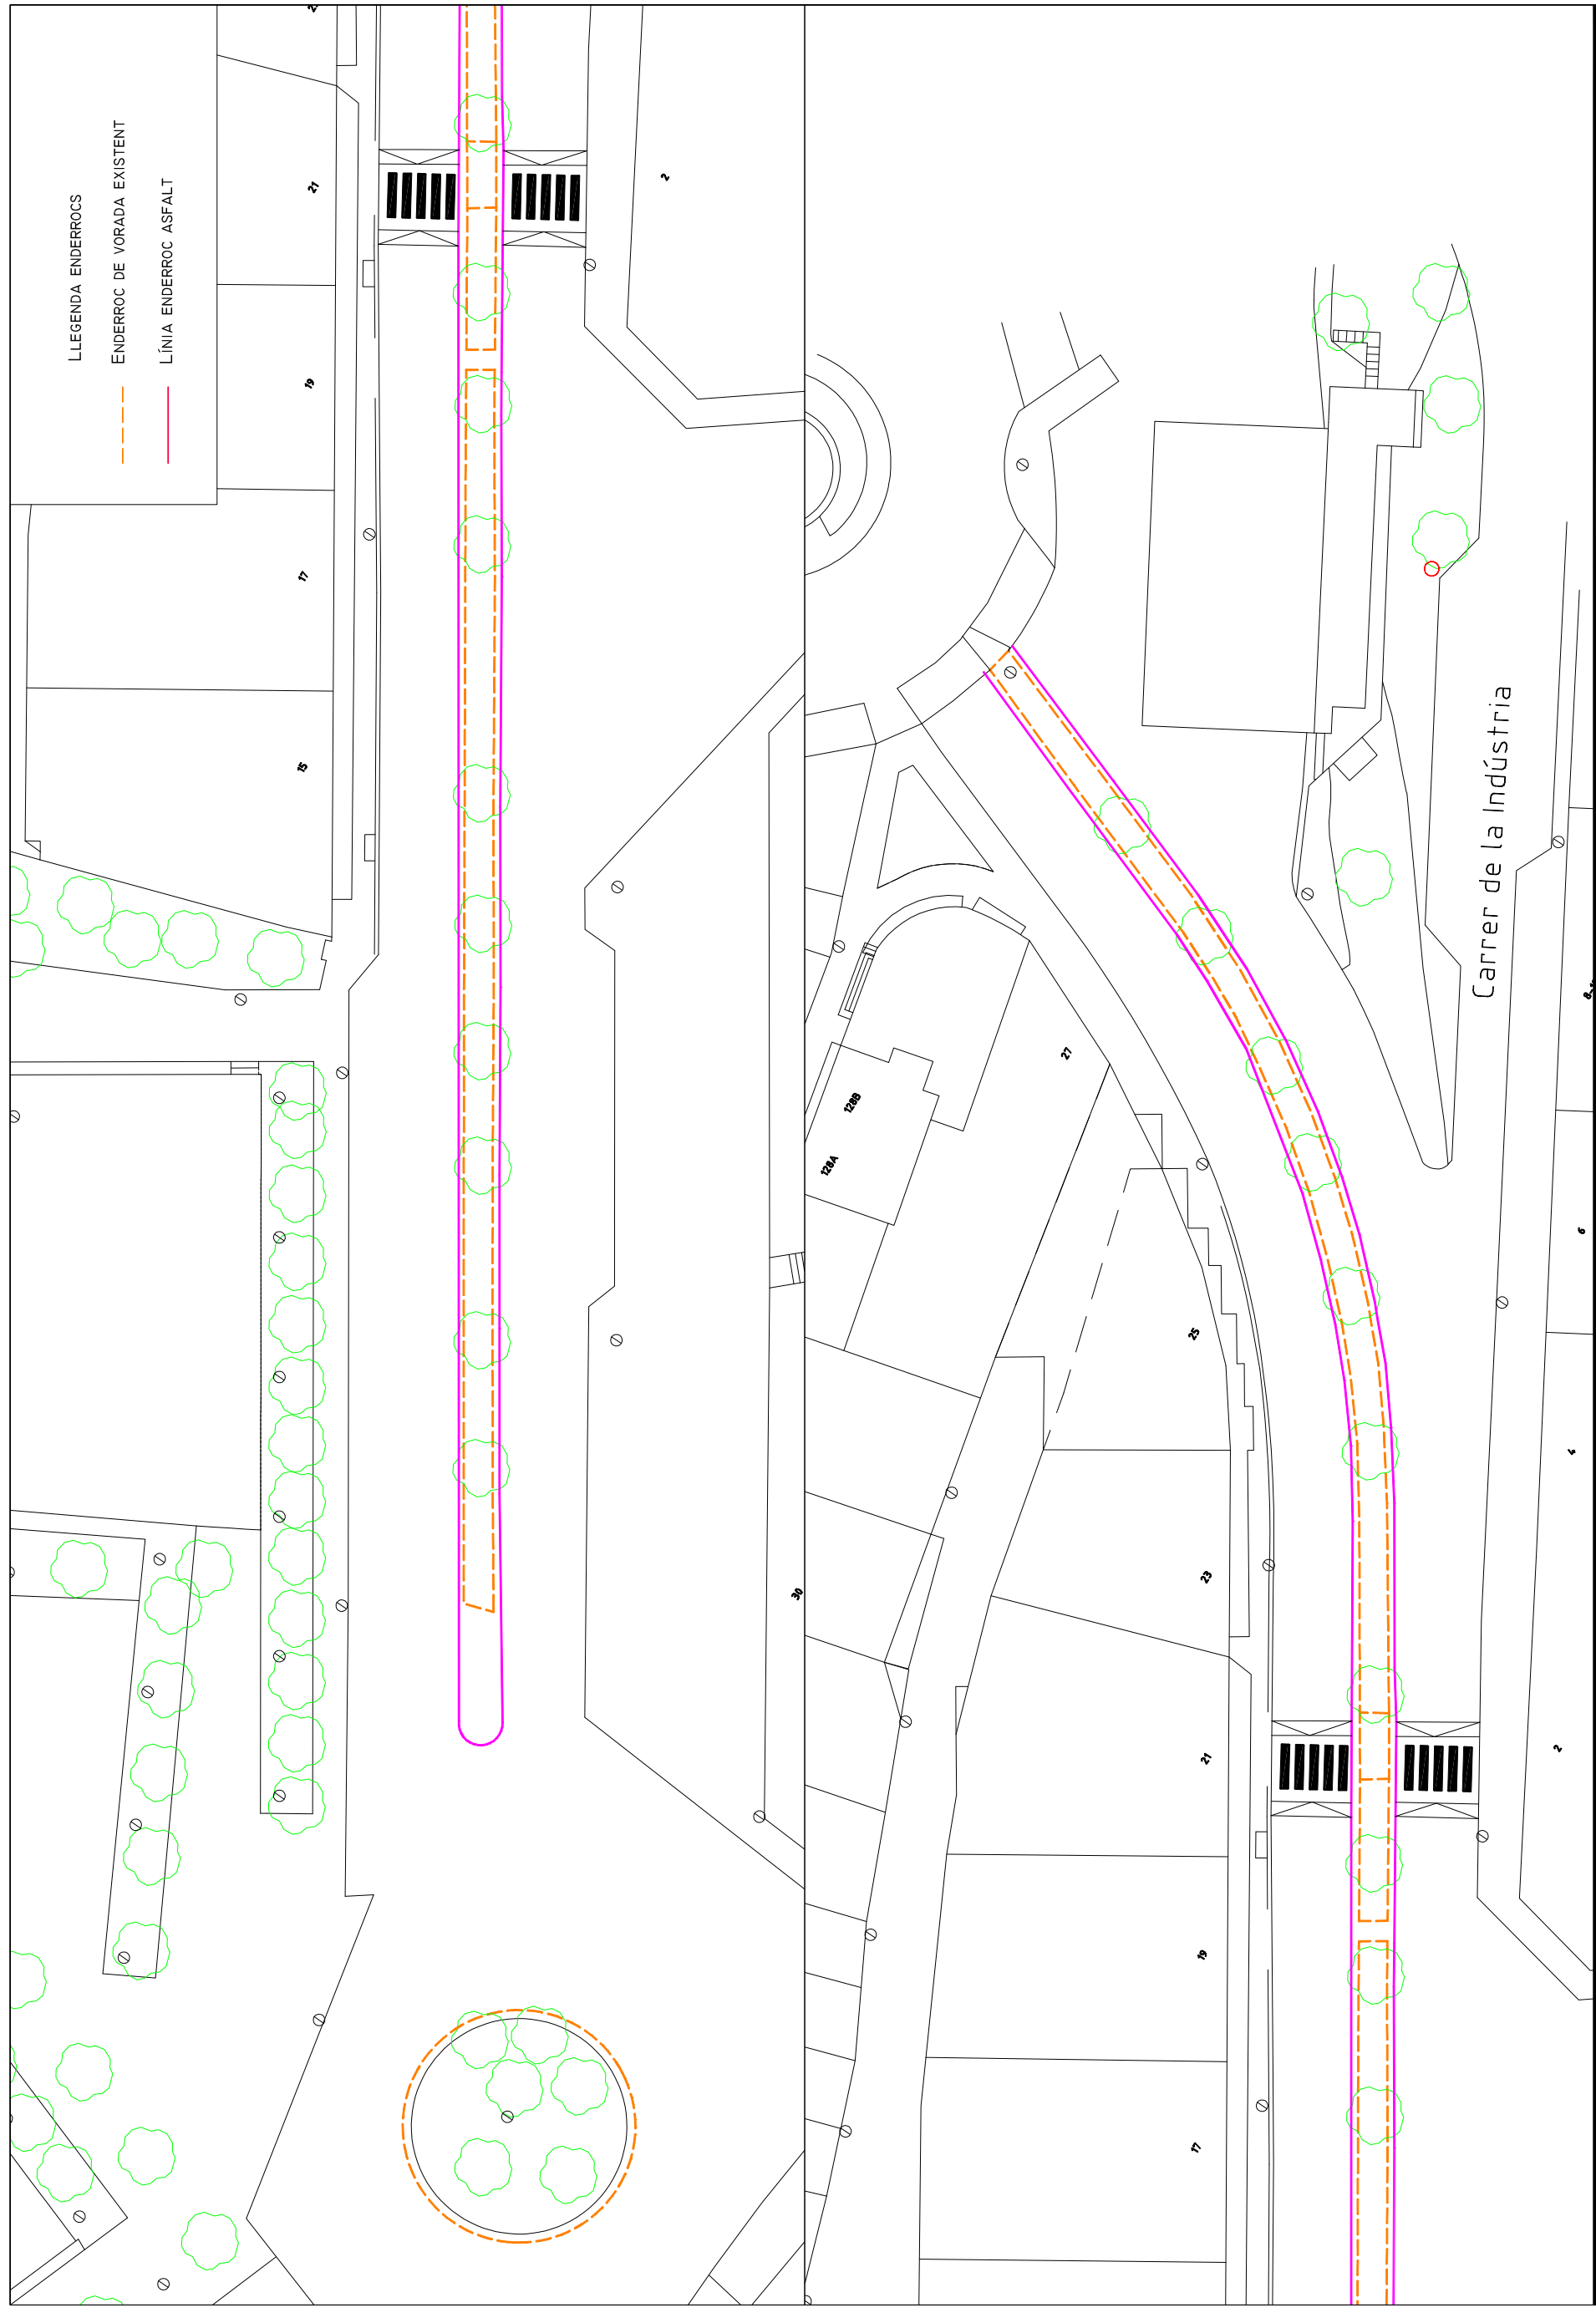 LLEGENDA ENDERROCS
ENDERROC DE VORADA EXISTENT
LÍNIA ENDERROC ASFALT
21
19
17
15
2
30
Carrer de la Indústria
27
128B
128A
25
23
21
19
17
6
4
2